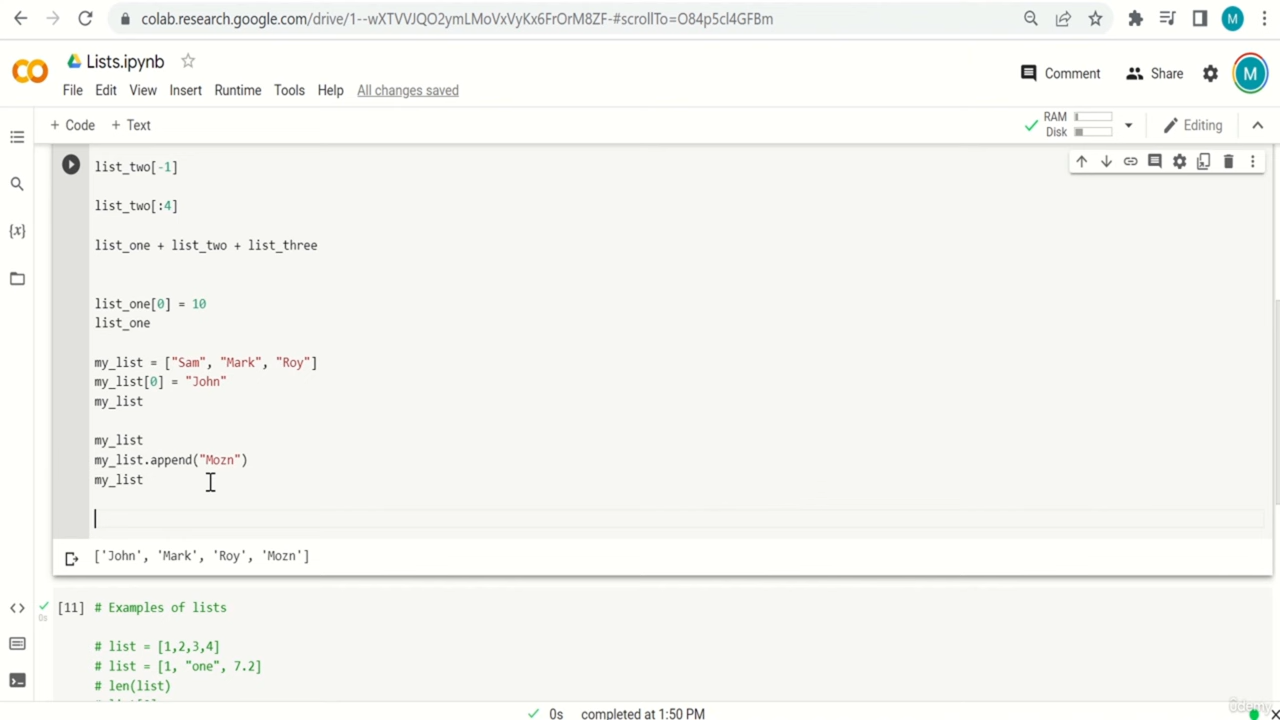 colab.research.google.com/drive/1--wXTVVJQO2ymLMoVxVyKx6FrOrM8ZF-#scrollTo=O84p5cl4GFBm
M
Lists.ipynb
Comment
Share
M
File Edit View Insert Runtime Tools Help All changes saved
+ Code + Text
RAM
Disk
Editing
list_two[-1]
list_two[:4]
list_one + list_two + list_three
list_one[0] = 10
list_one
my_list = ["Sam", "Mark", "Roy"]
my_list[0] = "John"
my_list
my_list
my_list.append("Mozn")
my_list
{x}
['John', 'Mark', 'Roy', 'Mozn']
[11] # Examples of lists
0s
# list = [1,2,3,4]
# list = [1, "one", 7.2]
# len(list)
0s completed at 1:50 PM
udemy